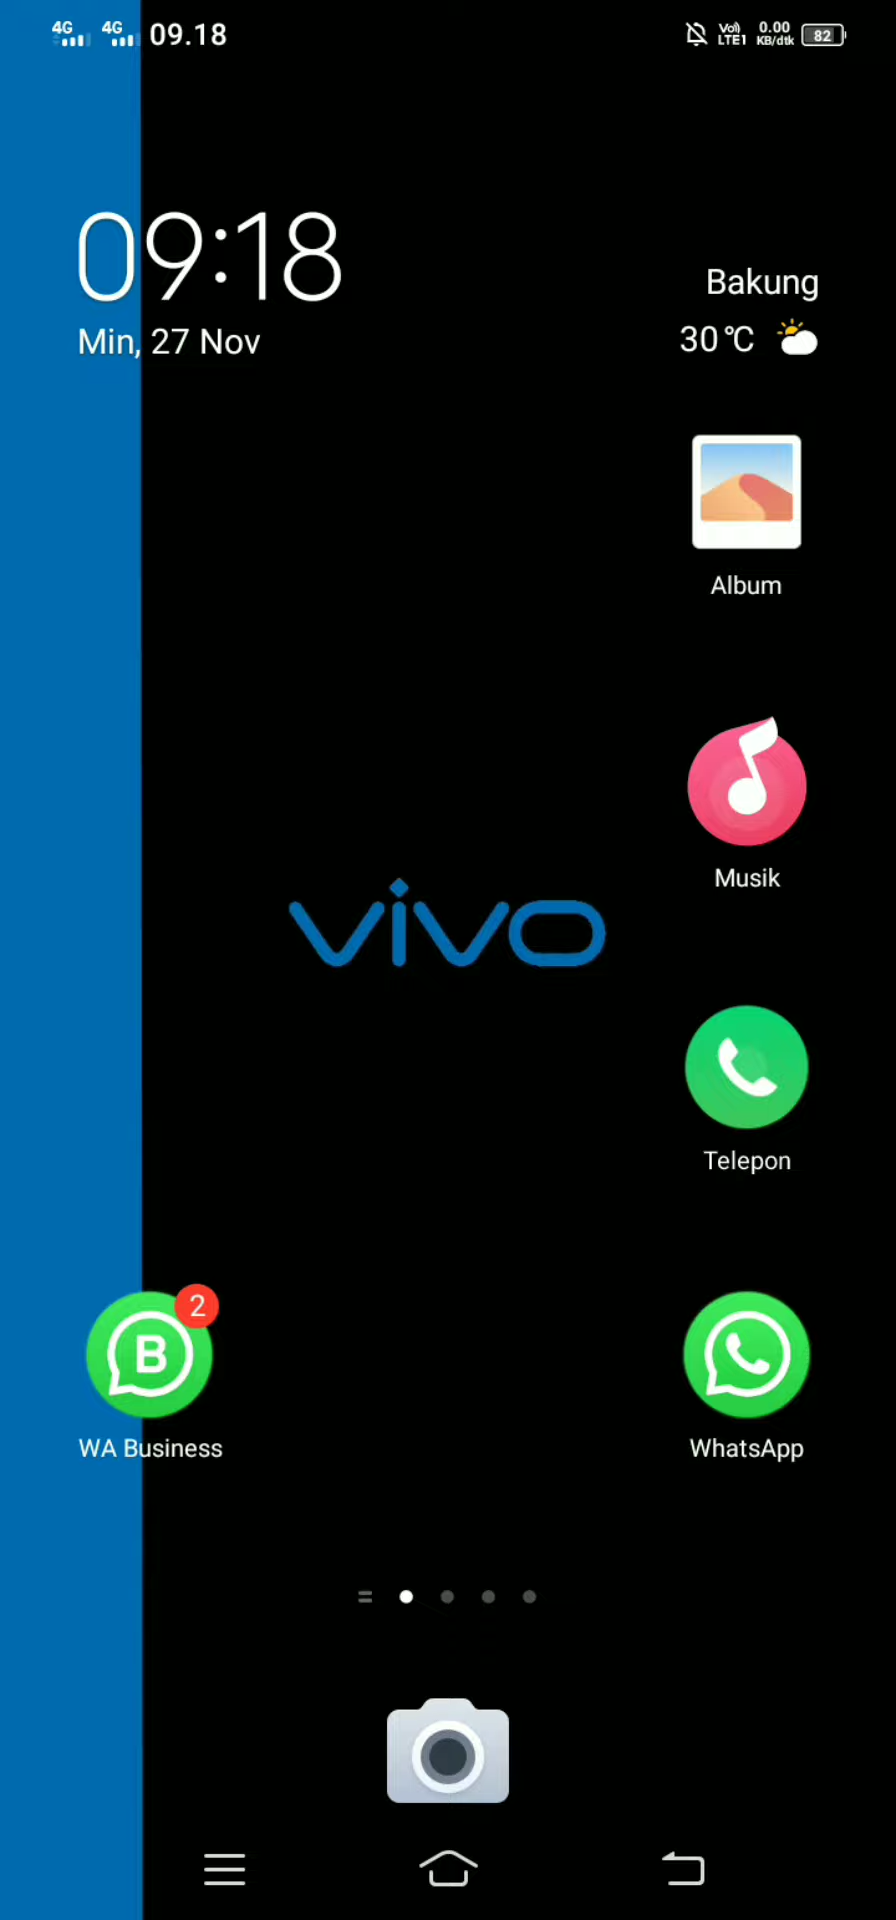 4G 4G 09.18 Vo) LTE1 0.00 KB/dtk 82
09:18
Min, 27 Nov
Bakung
30°C
Album
Musik
vivo
Telepon
2
B
WA Business
WhatsApp